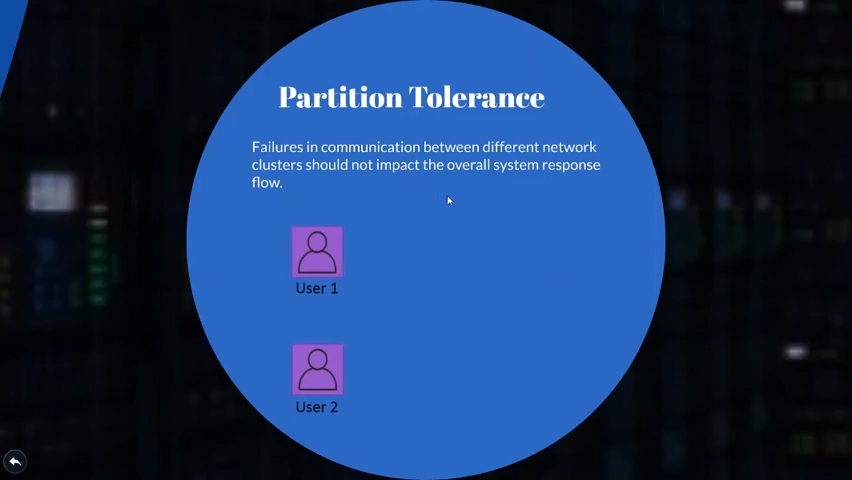 Partition Tolerance
Failures in communication between different network
clusters should not impact the overall system response
flow.
User 1
User 2